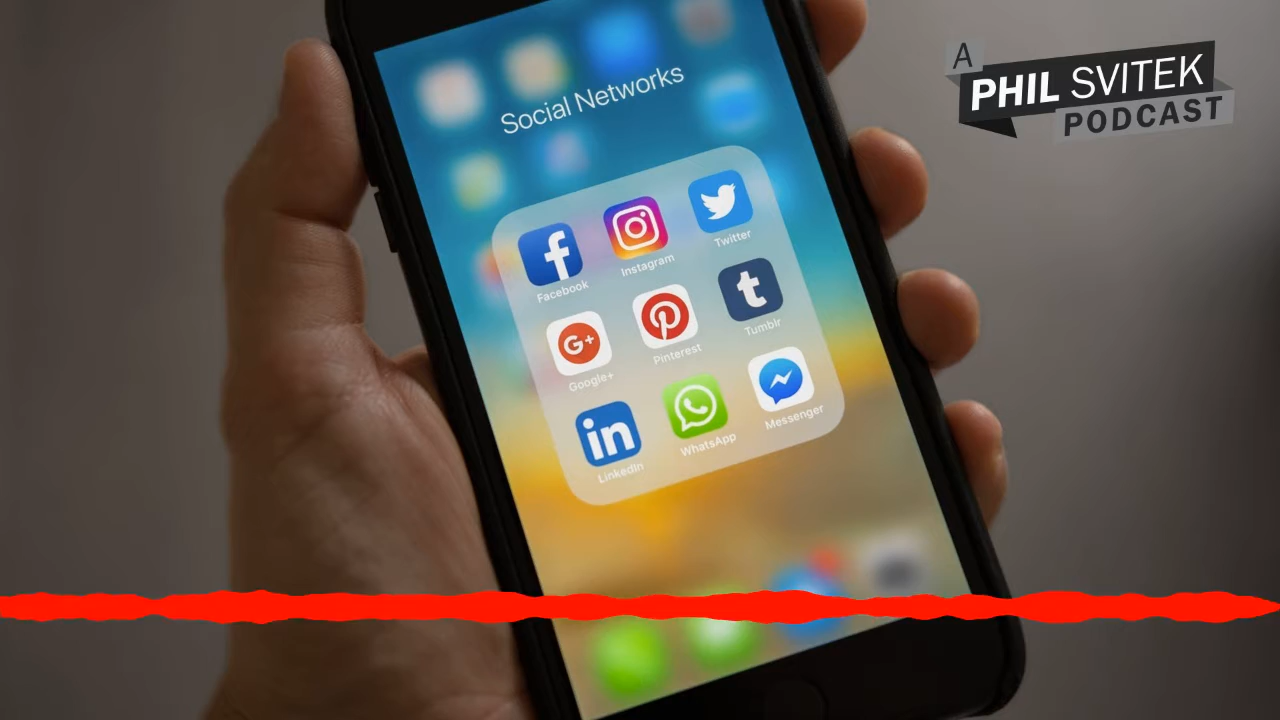 A
PHIL SVITEK
PODCAST
Social Networks
Facebook
Instagram
Twitter
Google+
Pinterest
Tumblr
LinkedIn
WhatsApp
Messenger